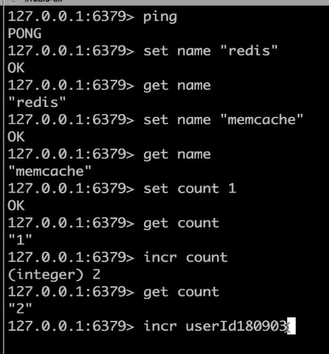 127.0.0.1:6379> ping
PONG
127.0.0.1:6379> set name "redis"
OK
127.0.0.1:6379> get name
"redis"
127.0.0.1:6379> set name "memcache"
OK
127.0.0.1:6379> get name
"memcache"
127.0.0.1:6379> set count 1
OK
127.0.0.1:6379> get count
"1"
127.0.0.1:6379> incr count
(integer) 2
127.0.0.1:6379> get count
"2"
127.0.0.1:6379> incr userId180903